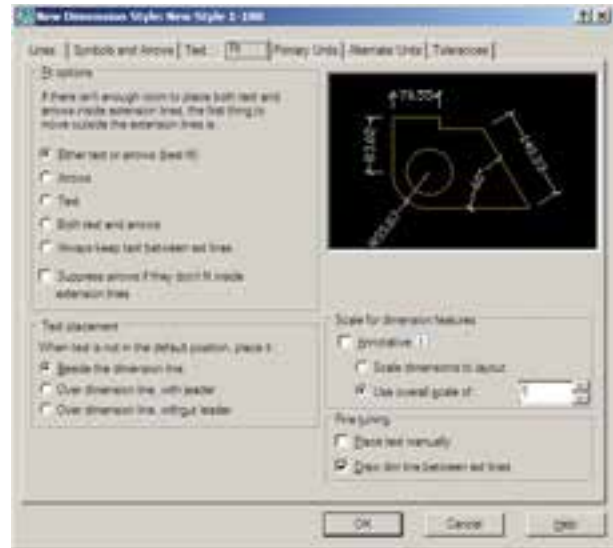 New Dimension Style: New Style 1-100
Lines
Symbols and Arrows
Text
Fit
Primary Units
Alternate Units
Tolerances
Fit options
If there isn't enough room to place both text and
arrows inside extension lines, the first thing to
move outside the extension lines is:
Either text or arrows (best fit)
Arrows
Text
Both text and arrows
Always keep text between ext lines
Suppress arrows if they don't fit inside
extension lines
Text placement
When text is not in the default position, place it:
Beside the dimension line
Over dimension line, with leader
Over dimension line, without leader
Scale for dimension features
Annotative
Scale dimensions to layout
Use overall scale of:
1
Fine tuning
Place text manually
Draw dim line between ext lines
OK
Cancel
Help